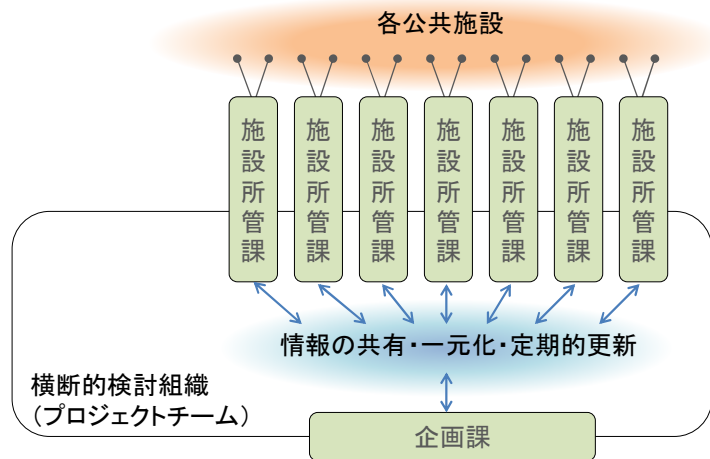 各公共施設
施設所管課
施設所管課
施設所管課
施設所管課
施設所管課
施設所管課
施設所管課
情報の共有・一元化・定期的更新
横断的検討組織
（プロジェクトチーム）
企画課